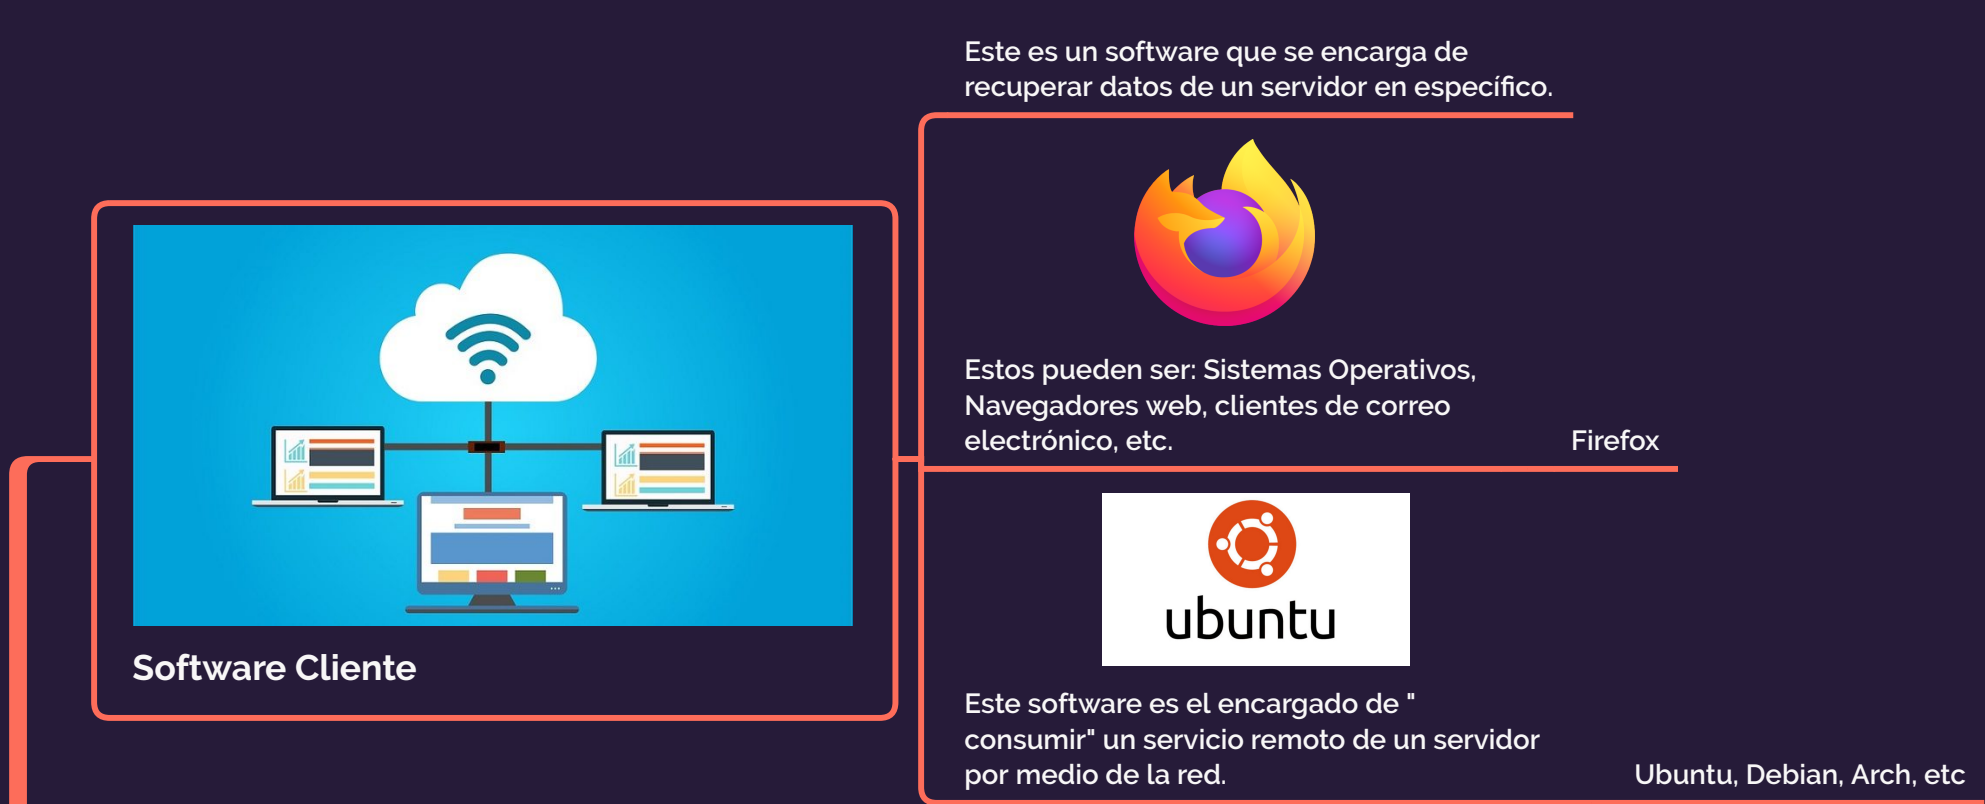 Este es un software que se encarga de
recuperar datos de un servidor en específico.
Estos pueden ser: Sistemas Operativos,
Navegadores web, clientes de correo
electrónico, etc.
Firefox
ubuntu
Software Cliente
Este software es el encargado de "
consumir" un servicio remoto de un servidor
por medio de la red.
Ubuntu, Debian, Arch, etc